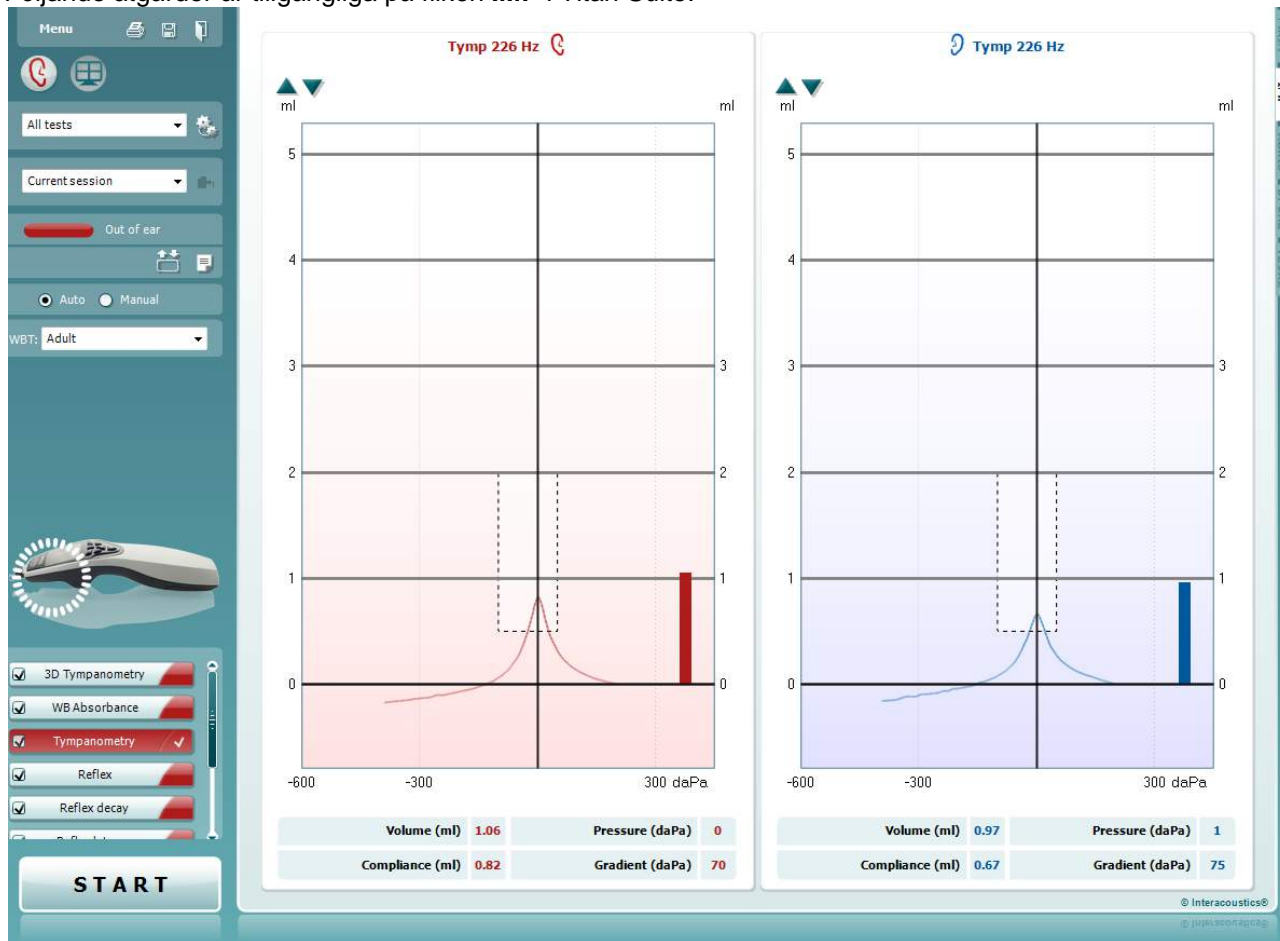 Menu
All tests
Current session
Out of ear
Auto Manual
WBT: Adult
3D Tympanometry
WB Absorbance
Tympanometry
Reflex
Reflex decay
START
Tymp 226 Hz
ml ml
5
4
3 3
2 2
1 1
0 0
-600 -300 300 daPa
Volume (ml) 1.06 Pressure (daPa) 0
Compliance (ml) 0.82 Gradient (daPa) 70
Tymp 226 Hz
ml ml
5
4
3 3
2 2
1 1
0 0
-600 -300 300 daPa
Volume (ml) 0.97 Pressure (daPa) 1
Compliance (ml) 0.67 Gradient (daPa) 75
© Interacoustics®